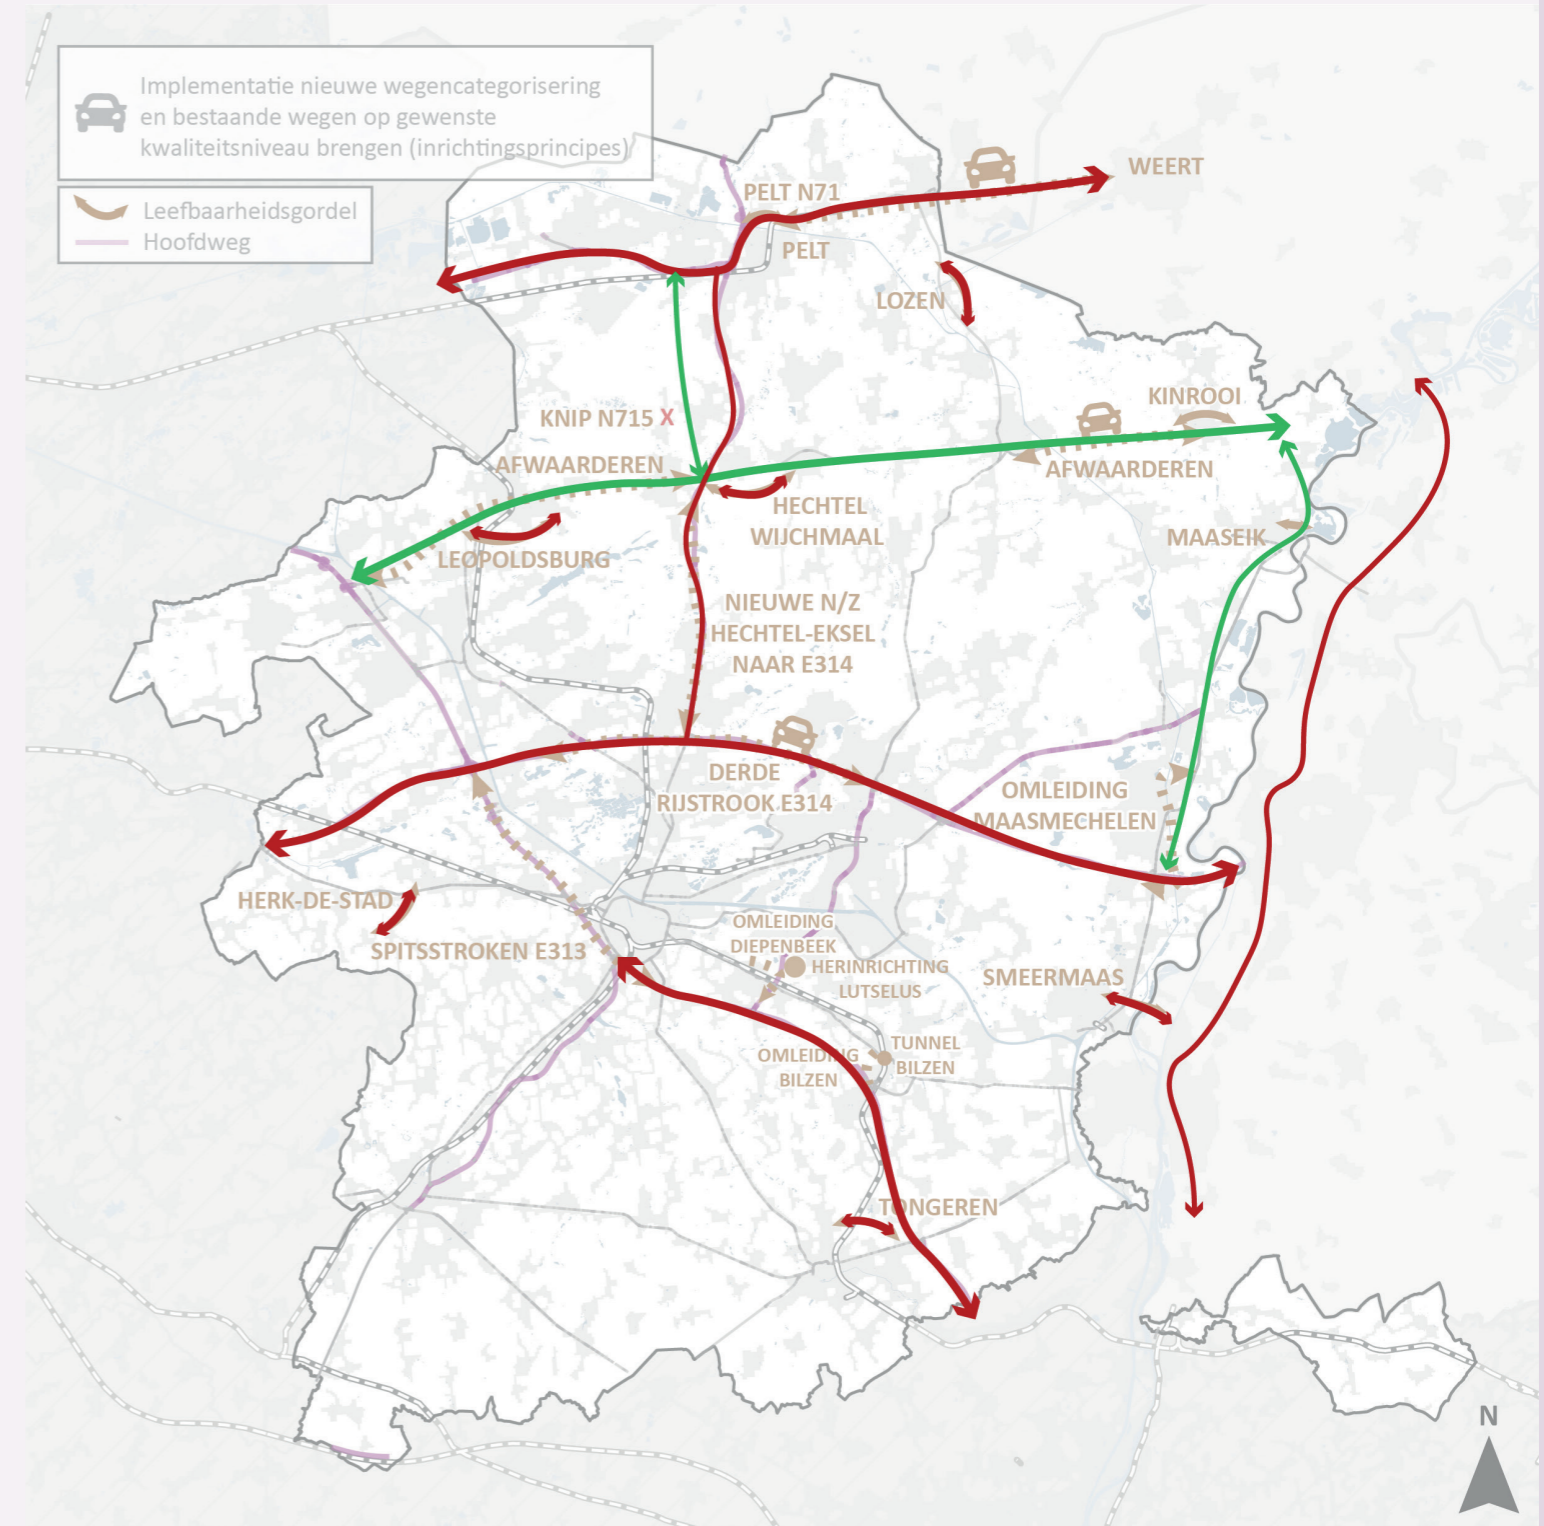 Implementatie nieuwe wegencategorisering
en bestaande wegen op gewenste
kwaliteitsniveau brengen (inrichtingsprincipes)
Leefbaarheidsgordel
Hoofdweg
WEERT
PELT N71
PELT
LOZEN
KINROOI
KNIP N715 X
AFWAARDEREN
AFWAARDEREN
HECHTEL
WIJCHMAAL
MAASEIK
LEOPOLDSBURG
NIEUWE N/Z
HECHTEL-EKSEL
NAAR E314
DERDE
RIJSTROOK E314
OMLEIDING
MAASMECHELEN
HERK-DE-STAD
SPITSSTROKEN E313
OMLEIDING
DIEPENBEEK
HERINRICHTING
LUTSELUS
SMEERMAAS
OMLEIDING
BILZEN
TUNNEL
BILZEN
TONGEREN
N